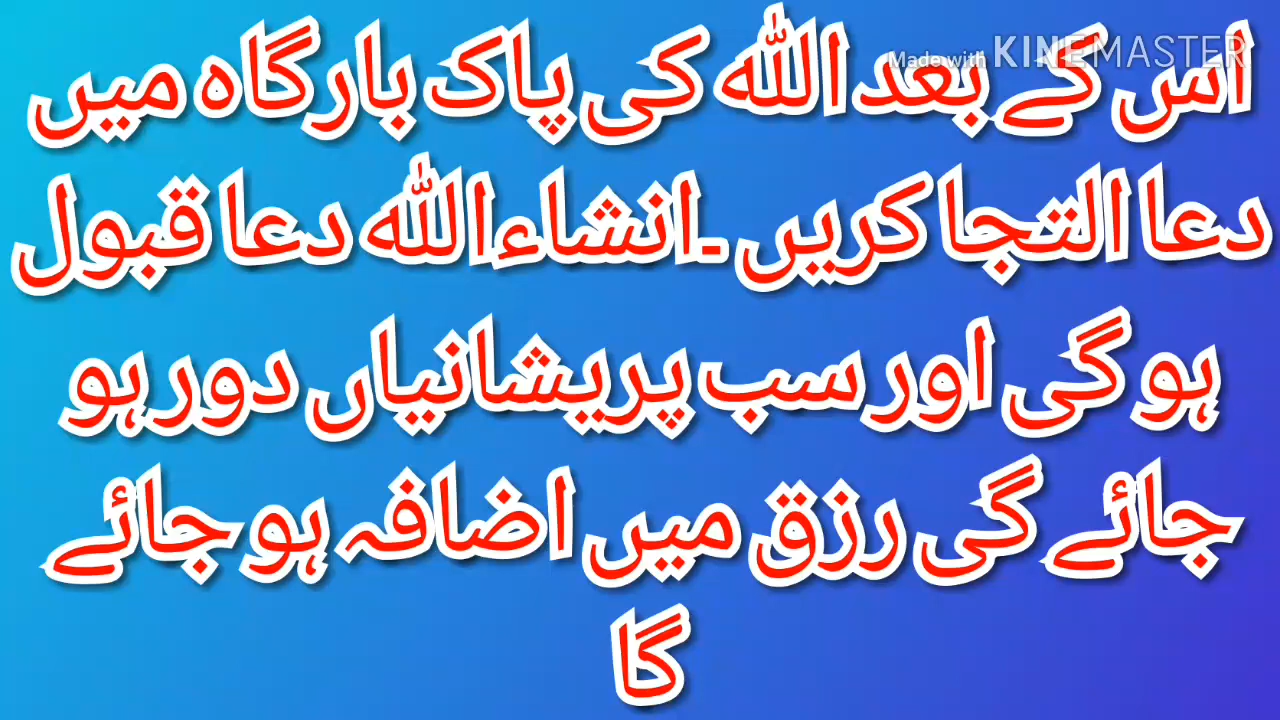 اس کے بعد اللہ کی پاک بارگاہ میں
Made with KINEMASTER
دعا التجا کریں ۔انشاءاللہ دعا قبول
ہو گی اور سب پریشانیاں دور ہو
جائے گی رزق میں اضافہ ہو جائے
گا